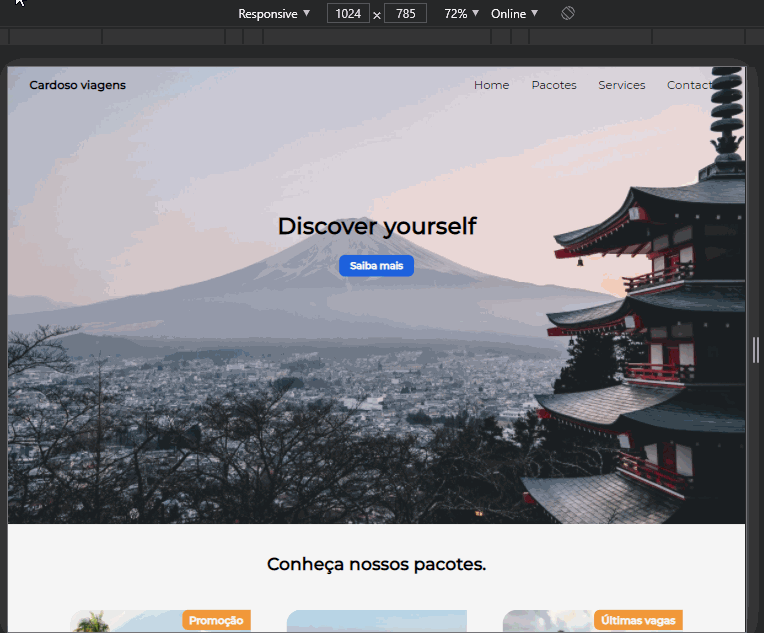 Responsive 1024 x 785 72% Online
Cardoso viagens Home Pacotes Services Contact
Discover yourself
Saiba mais
Conheça nossos pacotes.
Promoção Últimas vagas